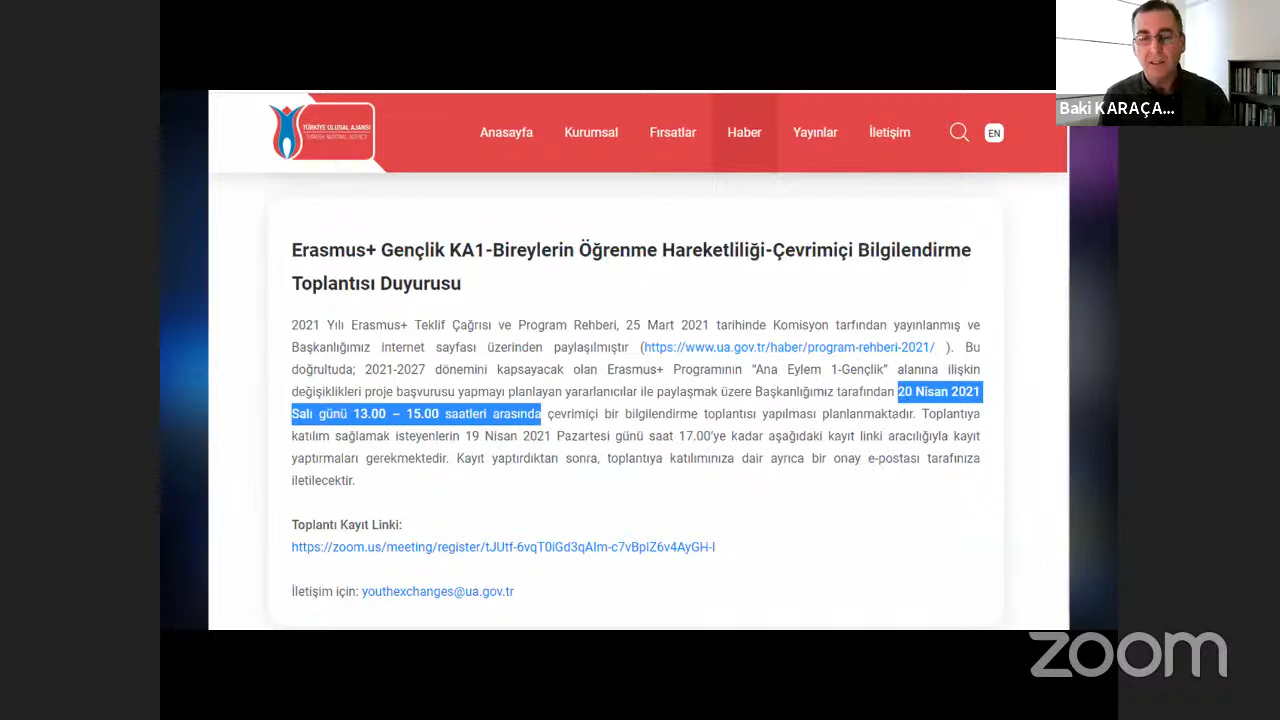 Baki KARAÇA...
TÜRKİYE ULUSAL AJANSI
TURKISH NATIONAL AGENCY
Anasayfa Kurumsal Fırsatlar Haber Yayınlar İletişim EN
Erasmus+ Gençlik KA1-Bireylerin Öğrenme Hareketliliği-Çevrimiçi Bilgilendirme
Toplantısı Duyurusu
2021 Yılı Erasmus+ Teklif Çağrısı ve Program Rehberi, 25 Mart 2021 tarihinde Komisyon tarfından yayınlanmış ve
Başkanlığımız internet sayfası üzerinden paylaşılmıştır (https://www.ua.gov.tr/haber/program-rehberi-2021/ ). Bu
doğrultuda; 2021-2027 dönemini kapsayacak olan Erasmus+ Programının “Ana Eylem 1-Gençlik” alanına ilişkin
değişiklikleri proje başvurusu yapmayı planlayan yararlanıcılar ile paylaşmak üzere Başkanlığımız tarafından 20 Nisan 2021
Salı günü 13.00 – 15.00 saatleri arasında çevrimiçi bir bilgilendirme toplantısı yapılması planlanmaktadır. Toplantıya
katılım sağlamak isteyenlerin 19 Nisan 2021 Pazartesi günü saat 17.00’ye kadar aşağıdaki kayıt linki aracılığıyla kayıt
yaptırmaları gerekmektedir. Kayıt yaptırdıktan sonra, toplantıya katılımınıza dair ayrıca bir onay e-postası tarafınıza
iletilecektir.
Toplantı Kayıt Linki:
https://zoom.us/meeting/register/tJUtf-6vqT0iGd3qAIm-c7vBpIZ6v4AyGH-I
İletişim için: youthexchanges@ua.gov.tr
zoom